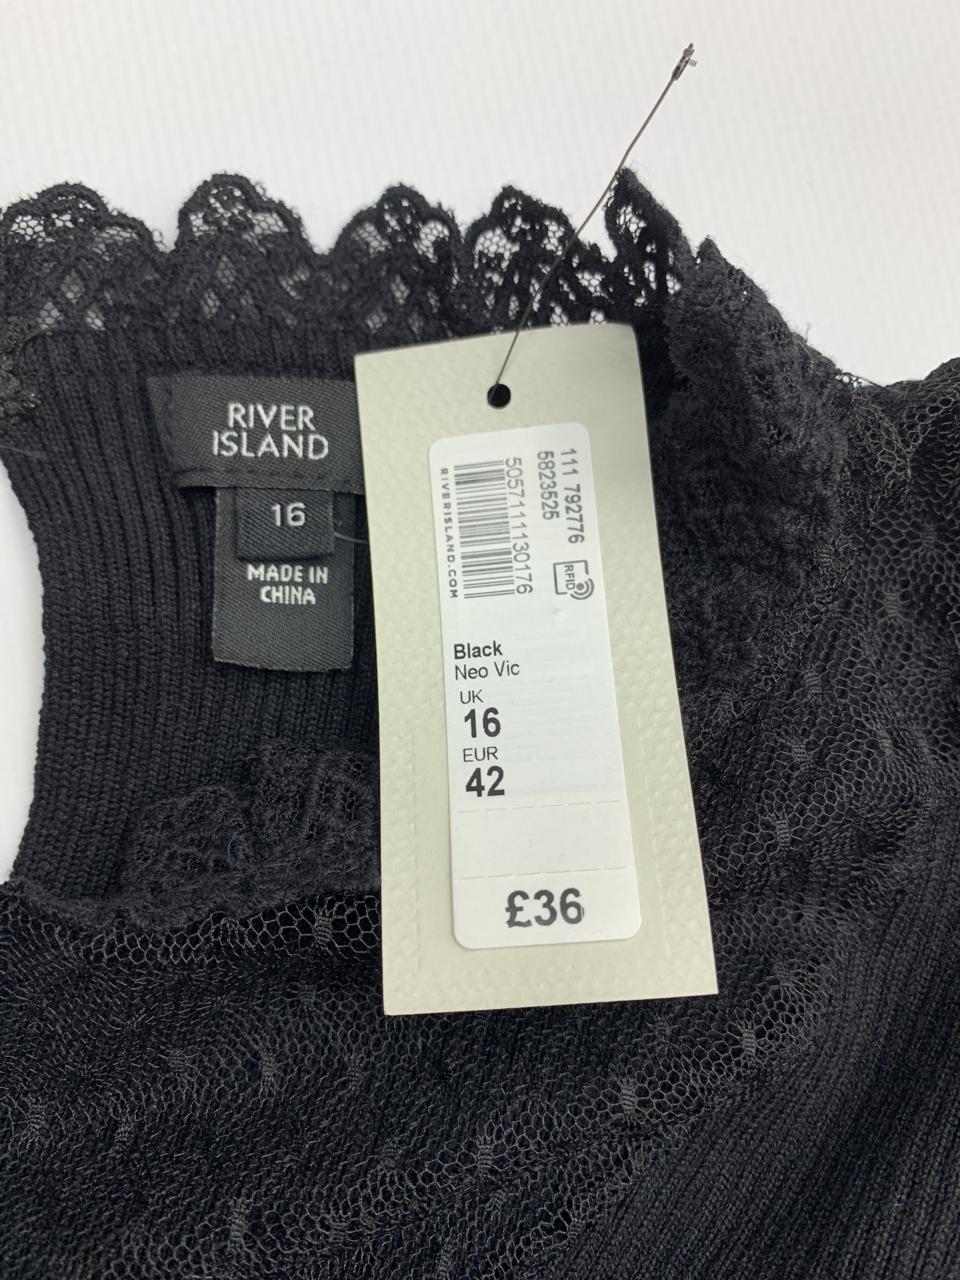 RIVER
ISLAND
16
MADE IN
CHINA
111 792776
5823525
RFID
5057111130176
RIVERISLAND.COM
Black
Neo Vic
UK
16
EUR
42
£36